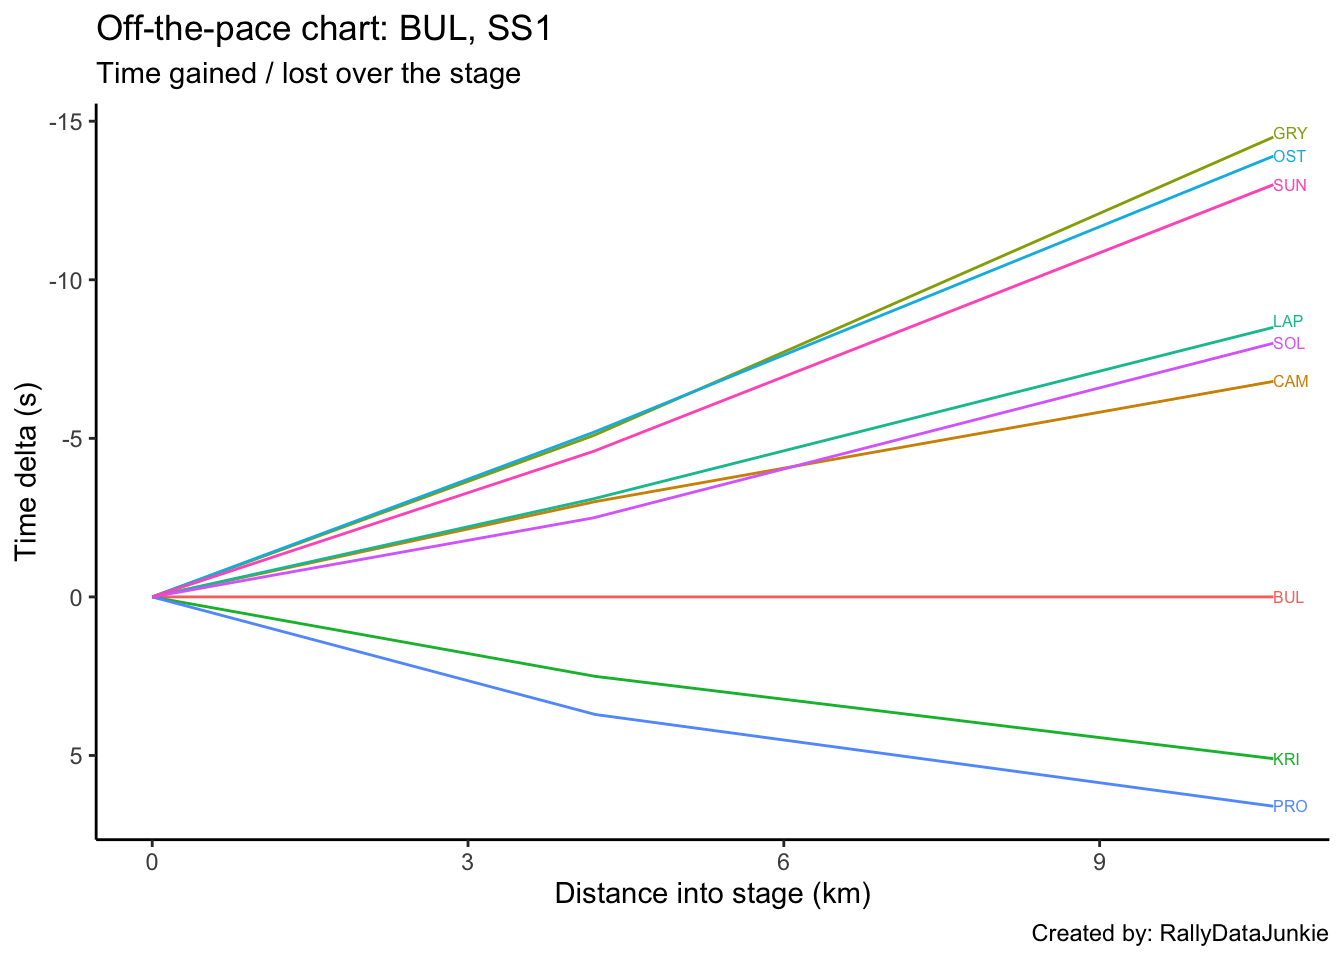 Off-the-pace chart: BUL, SS1
Time gained / lost over the stage
-15
-10
-5
0
5
Time delta (s)
GRY
OST
SUN
LAP
SOL
CAM
BUL
KRI
PRO
0 3 6 9
Distance into stage (km)
Created by: RallyDataJunkie